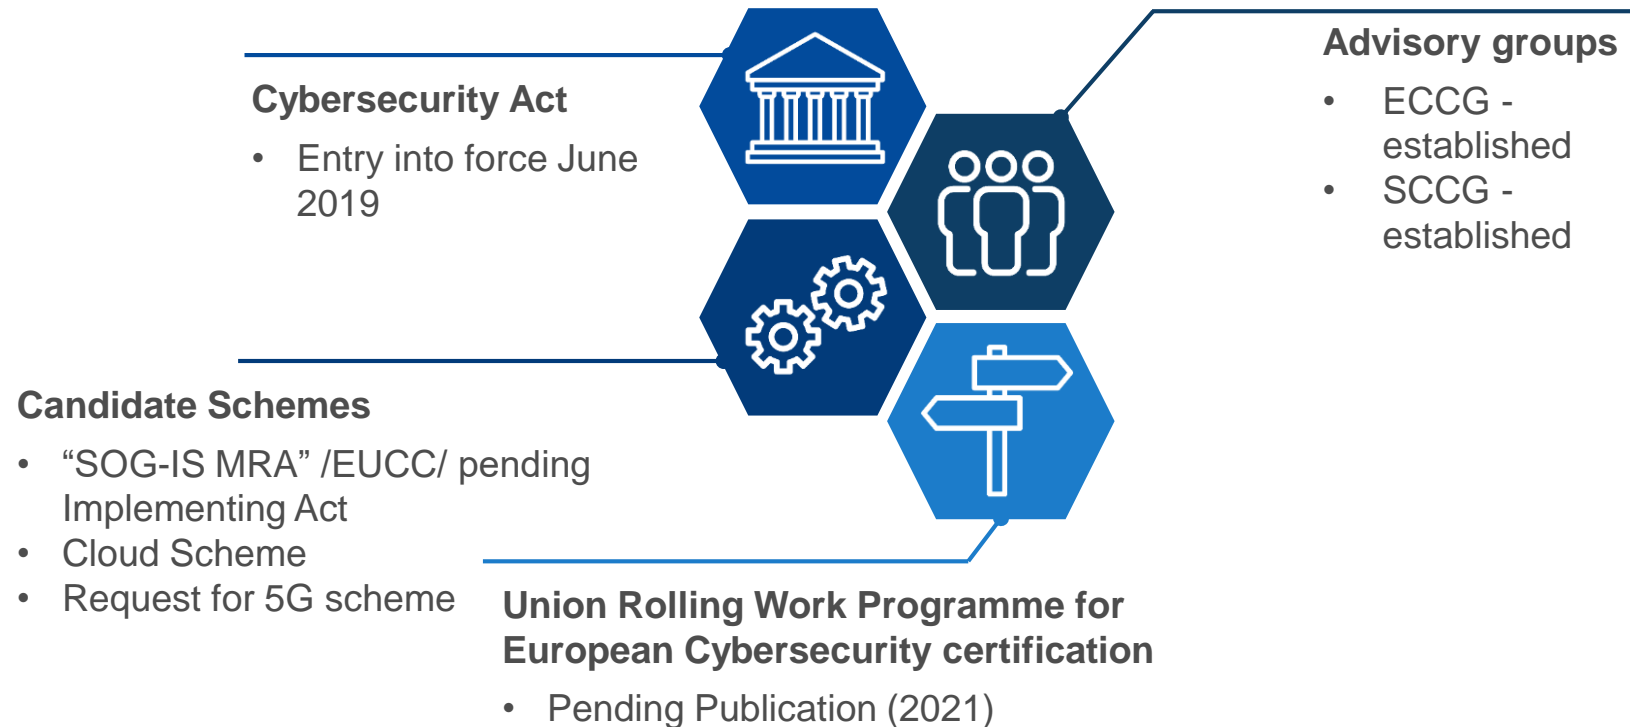 Cybersecurity Act
• Entry into force June
2019
Advisory groups
• ECCG -
established
• SCCG -
established
Candidate Schemes
• “SOG-IS MRA” /EUCC/ pending
Implementing Act
• Cloud Scheme
• Request for 5G scheme
Union Rolling Work Programme for
European Cybersecurity certification
• Pending Publication (2021)